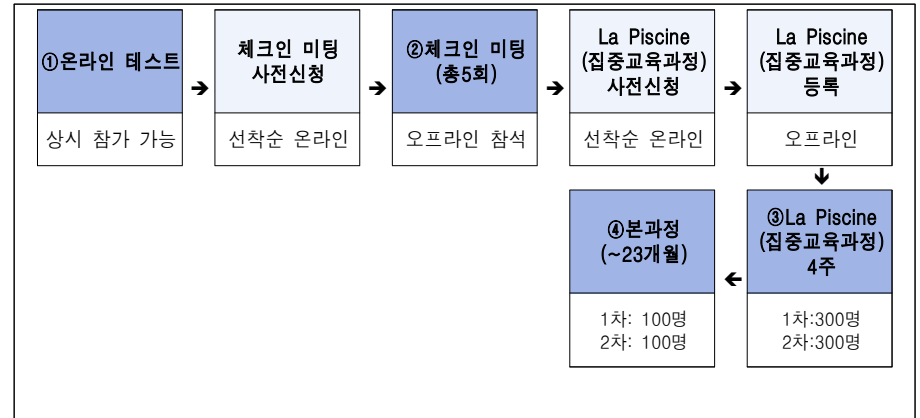 ①온라인 테스트
상시 참가 가능
➔
체크인 미팅
사전신청
선착순 온라인
➔
②체크인 미팅
(총5회)
오프라인 참석
➔
La Piscine
(집중교육과정)
사전신청
선착순 온라인
➔
La Piscine
(집중교육과정)
등록
오프라인
③La Piscine
(집중교육과정)
4주
1차:300명
2차:300명
④본과정
(~23개월)
1차: 100명
2차: 100명